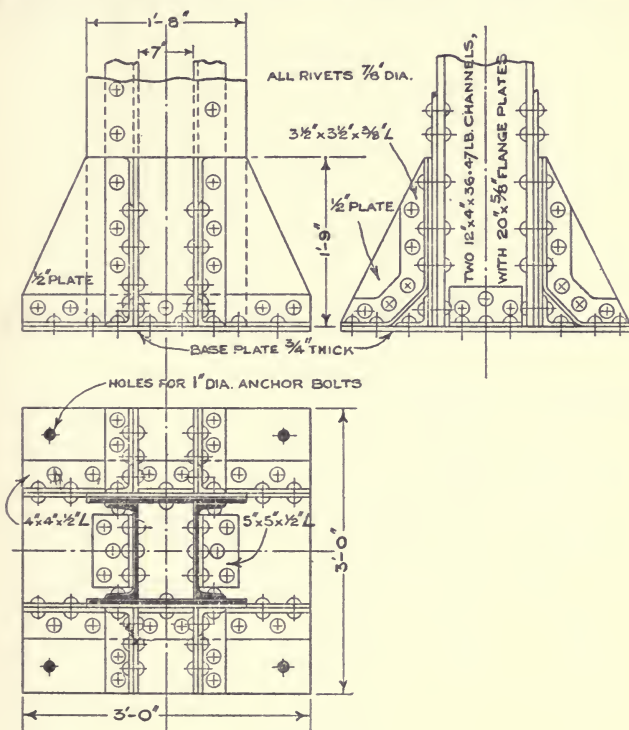 1'-8"
7"
ALL RIVETS 7/8" DIA.
3½"x3½"x3/8"L
½" PLATE
TWO 12"x4"x36·47LB. CHANNELS,
WITH 20"x5/8" FLANGE PLATES
1'-9"
½" PLATE
BASE PLATE 3/4" THICK
HOLES FOR 1" DIA. ANCHOR BOLTS
4"x4"x½"L
5"x5"x½"L
3'-0"
3'-0"